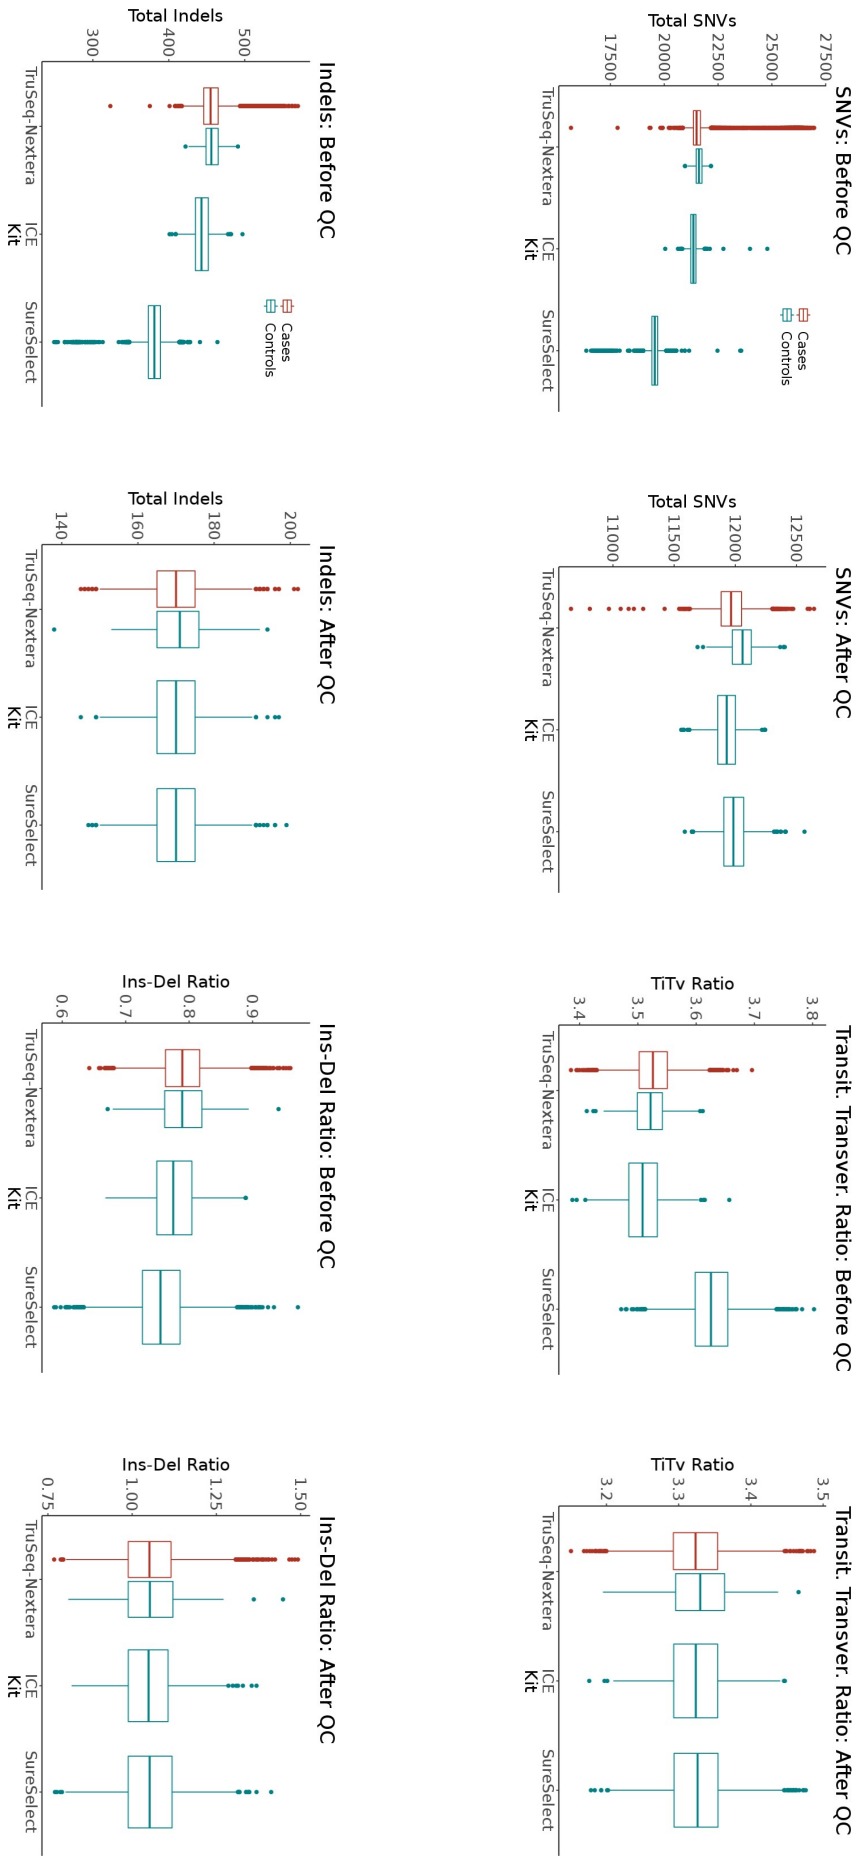 SNVs: Before QC
Total SNVs
27500
25000
22500
20000
17500
TruSeq-Nextera
ICE
SureSelect
Kit
Cases
Controls
SNVs: After QC
Total SNVs
12500
12000
11500
11000
TruSeq-Nextera
ICE
SureSelect
Kit
Transit. Transver. Ratio: Before QC
TiTv Ratio
3.8
3.7
3.6
3.5
3.4
TruSeq-Nextera
ICE
SureSelect
Kit
Transit. Transver. Ratio: After QC
TiTv Ratio
3.5
3.4
3.3
3.2
TruSeq-Nextera
ICE
SureSelect
Kit
Indels: Before QC
Total Indels
500
400
300
TruSeq-Nextera
ICE
SureSelect
Kit
Cases
Controls
Indels: After QC
Total Indels
200
180
160
140
TruSeq-Nextera
ICE
SureSelect
Kit
Ins-Del Ratio: Before QC
Ins-Del Ratio
0.9
0.8
0.7
0.6
TruSeq-Nextera
ICE
SureSelect
Kit
Ins-Del Ratio: After QC
Ins-Del Ratio
1.50
1.25
1.00
0.75
TruSeq-Nextera
ICE
SureSelect
Kit